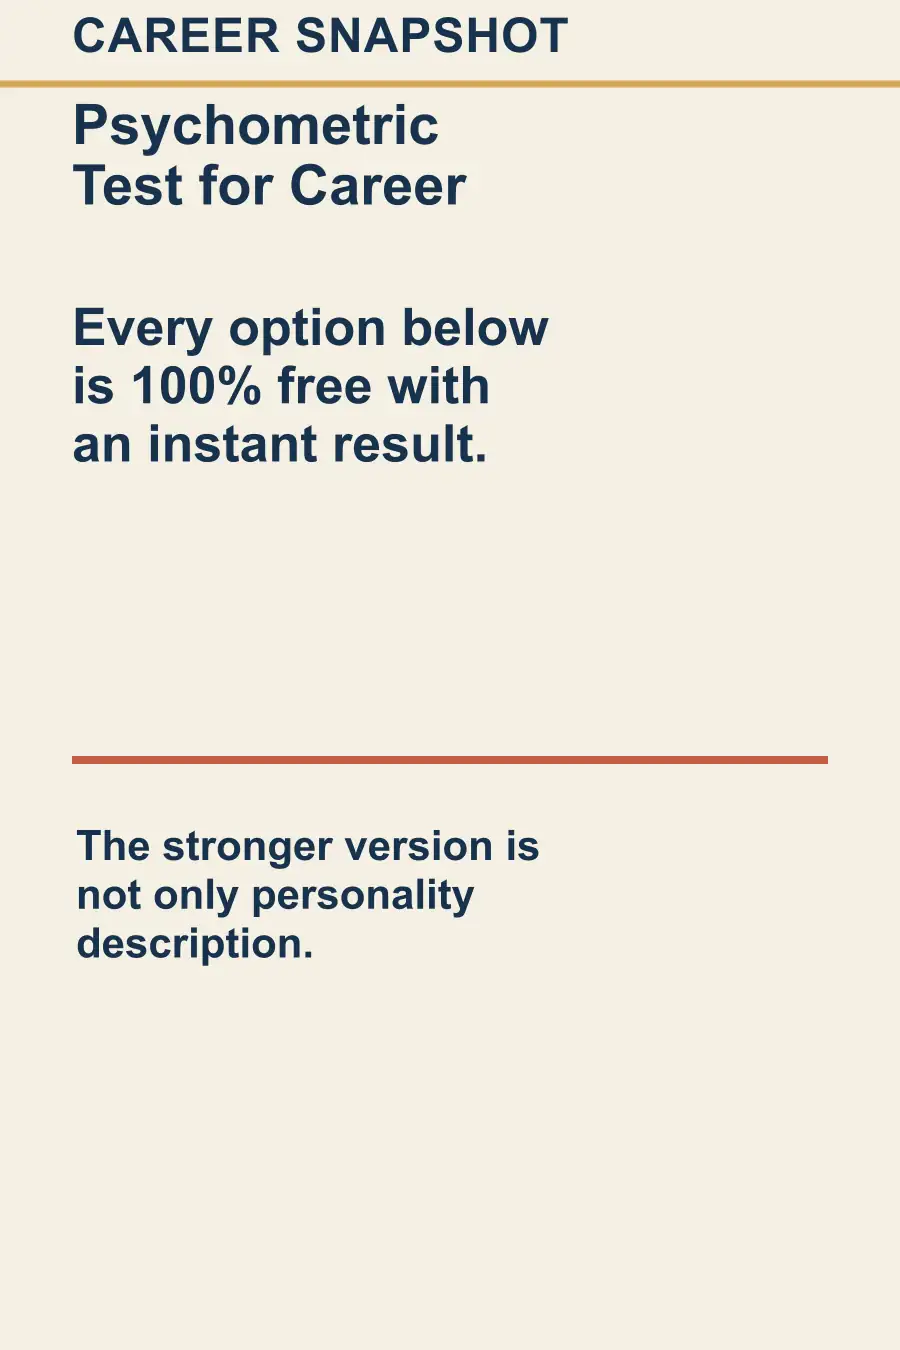 CAREER SNAPSHOT
Psychometric
Test for Career
Every option below
is 100% free with
an instant result.
The stronger version is
not only personality
description.